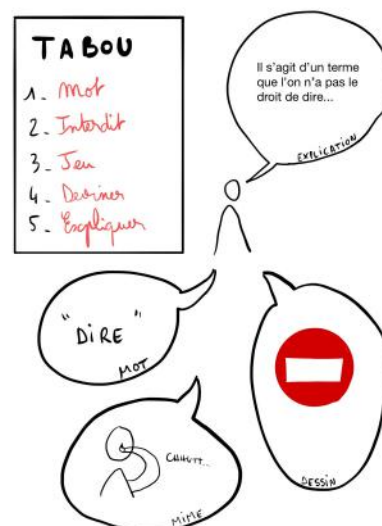 TABOU
1. Mot
2. Interdit
3. Jeu
4. Deviner
5. Expliquer
Il s'agit d'un terme
que l'on n'a pas le
droit de dire...
EXPLICATION
"DiRE"
MOT
CHHUTT...
MiME
DESSiN